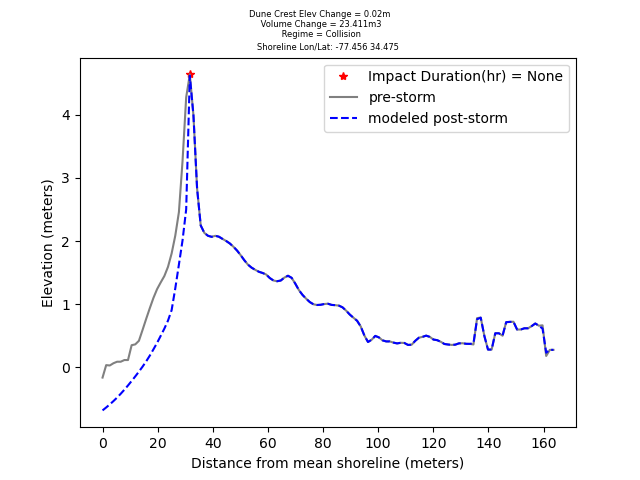 Dune Crest Elev Change = 0.02m
Volume Change = 23.411m3
Regime = Collision
Shoreline Lon/Lat: -77.456 34.475
Impact Duration(hr) = None
pre-storm
modeled post-storm
Elevation (meters)
4
3
2
1
0
0 20 40 60 80 100 120 140 160
Distance from mean shoreline (meters)